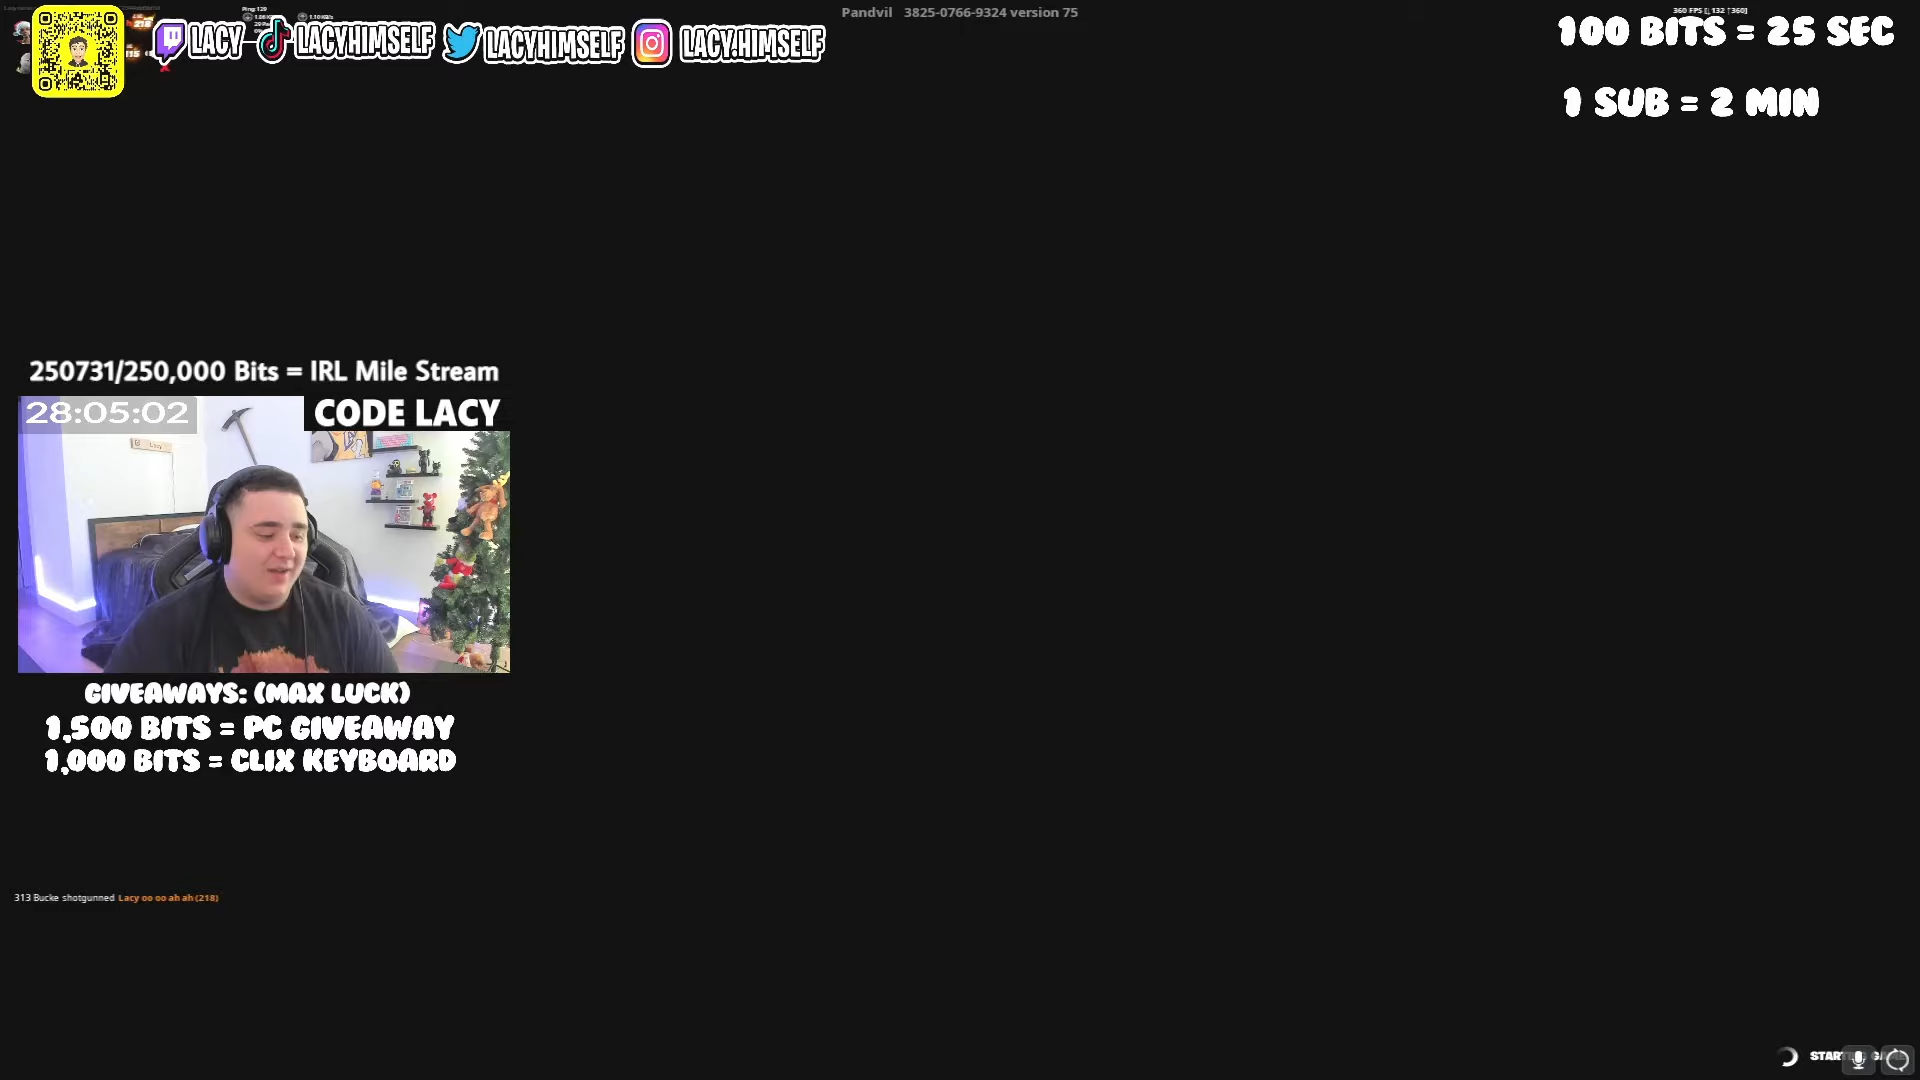 LACY LACYHIMSELF LACYHIMSELF LACY.HIMSELF
Pandvil 3825-0766-9324 version 75
100 BITS = 25 SEC
1 SUB = 2 MIN
250731/250,000 Bits = IRL Mile Stream
28:05:02
CODE LACY
GIVEAWAYS: (MAX LUCK)
1,500 BITS = PC GIVEAWAY
1,000 BITS = CLIX KEYBOARD
313 Bucke shotgunned Lacy oo oo ah ah (218)